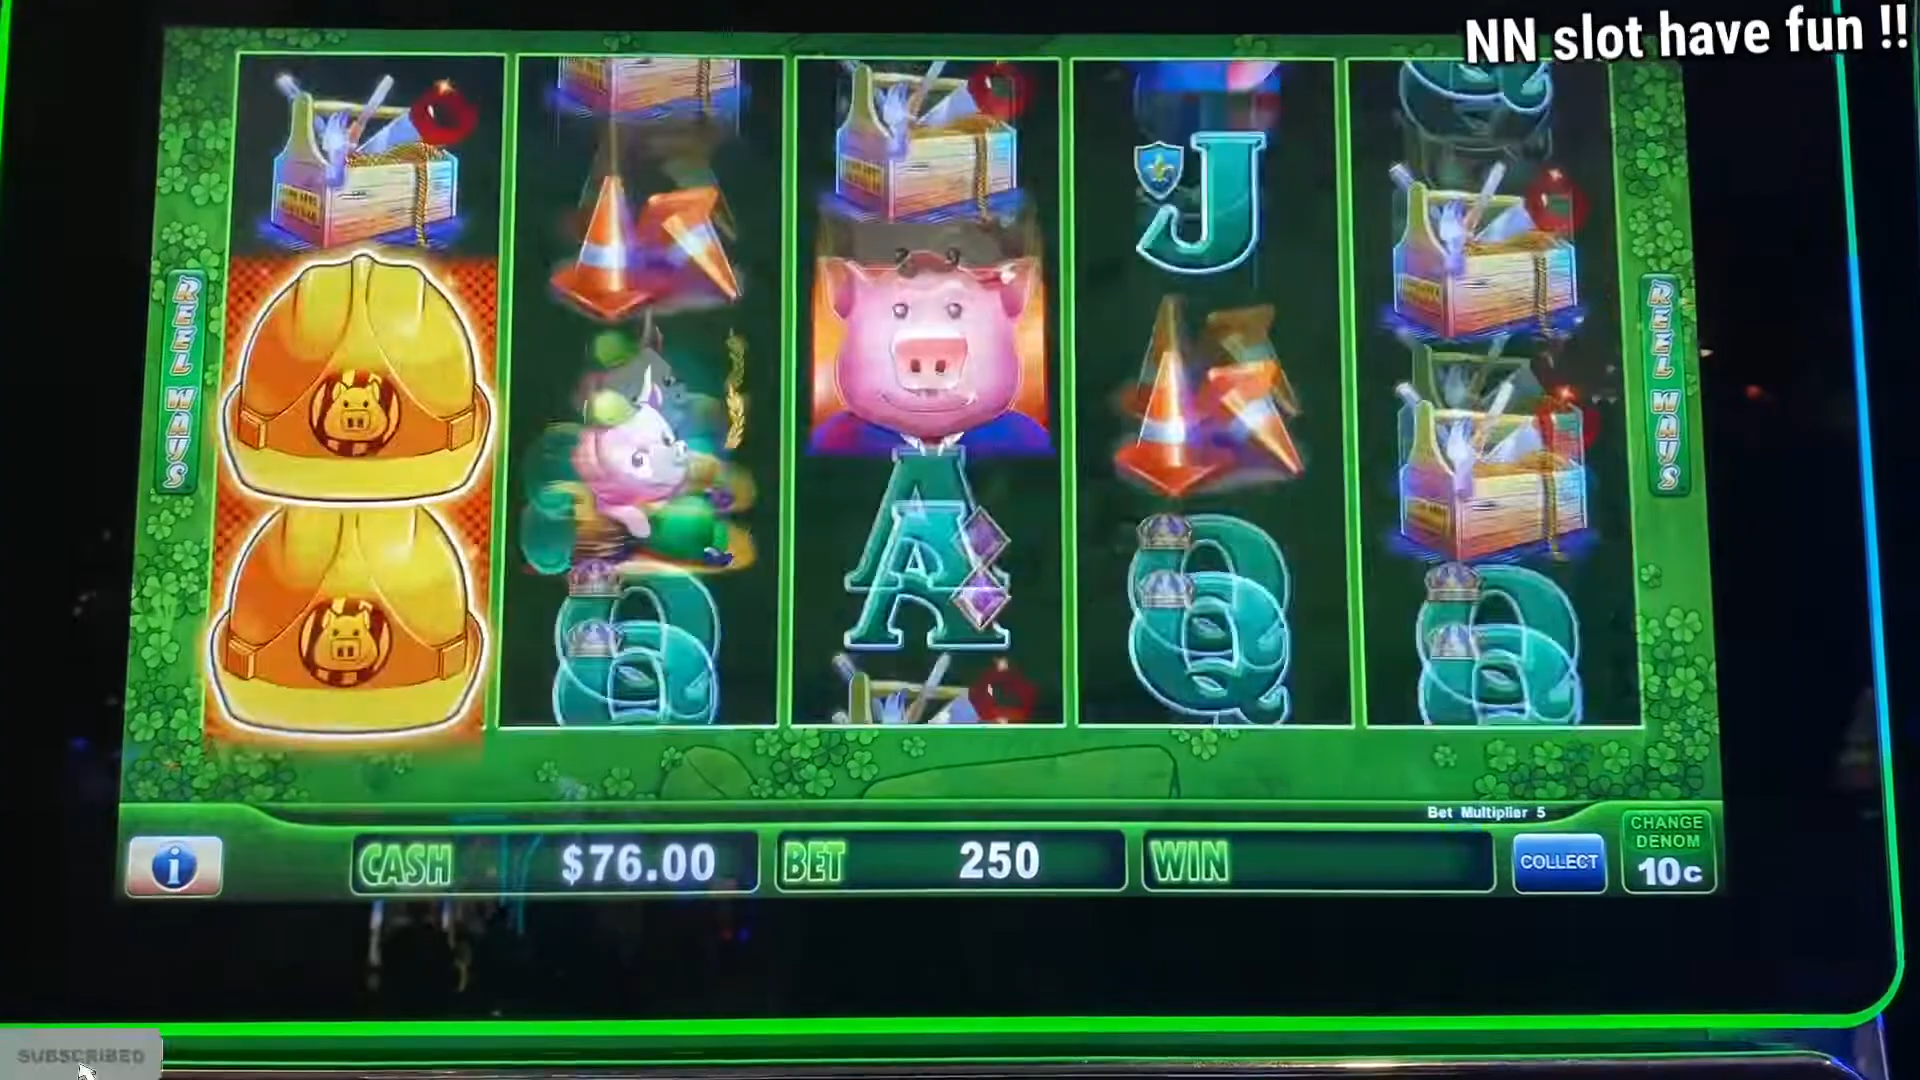 NN slot have fun !!
REEL WAYS
REEL WAYS
J
A
A
Q
Q
Q
Q
Q
Q
Bet Multiplier 5
CASH $76.00
BET 250
WIN
COLLECT
CHANGE
DENOM
10c
i
SUBSCRIBED